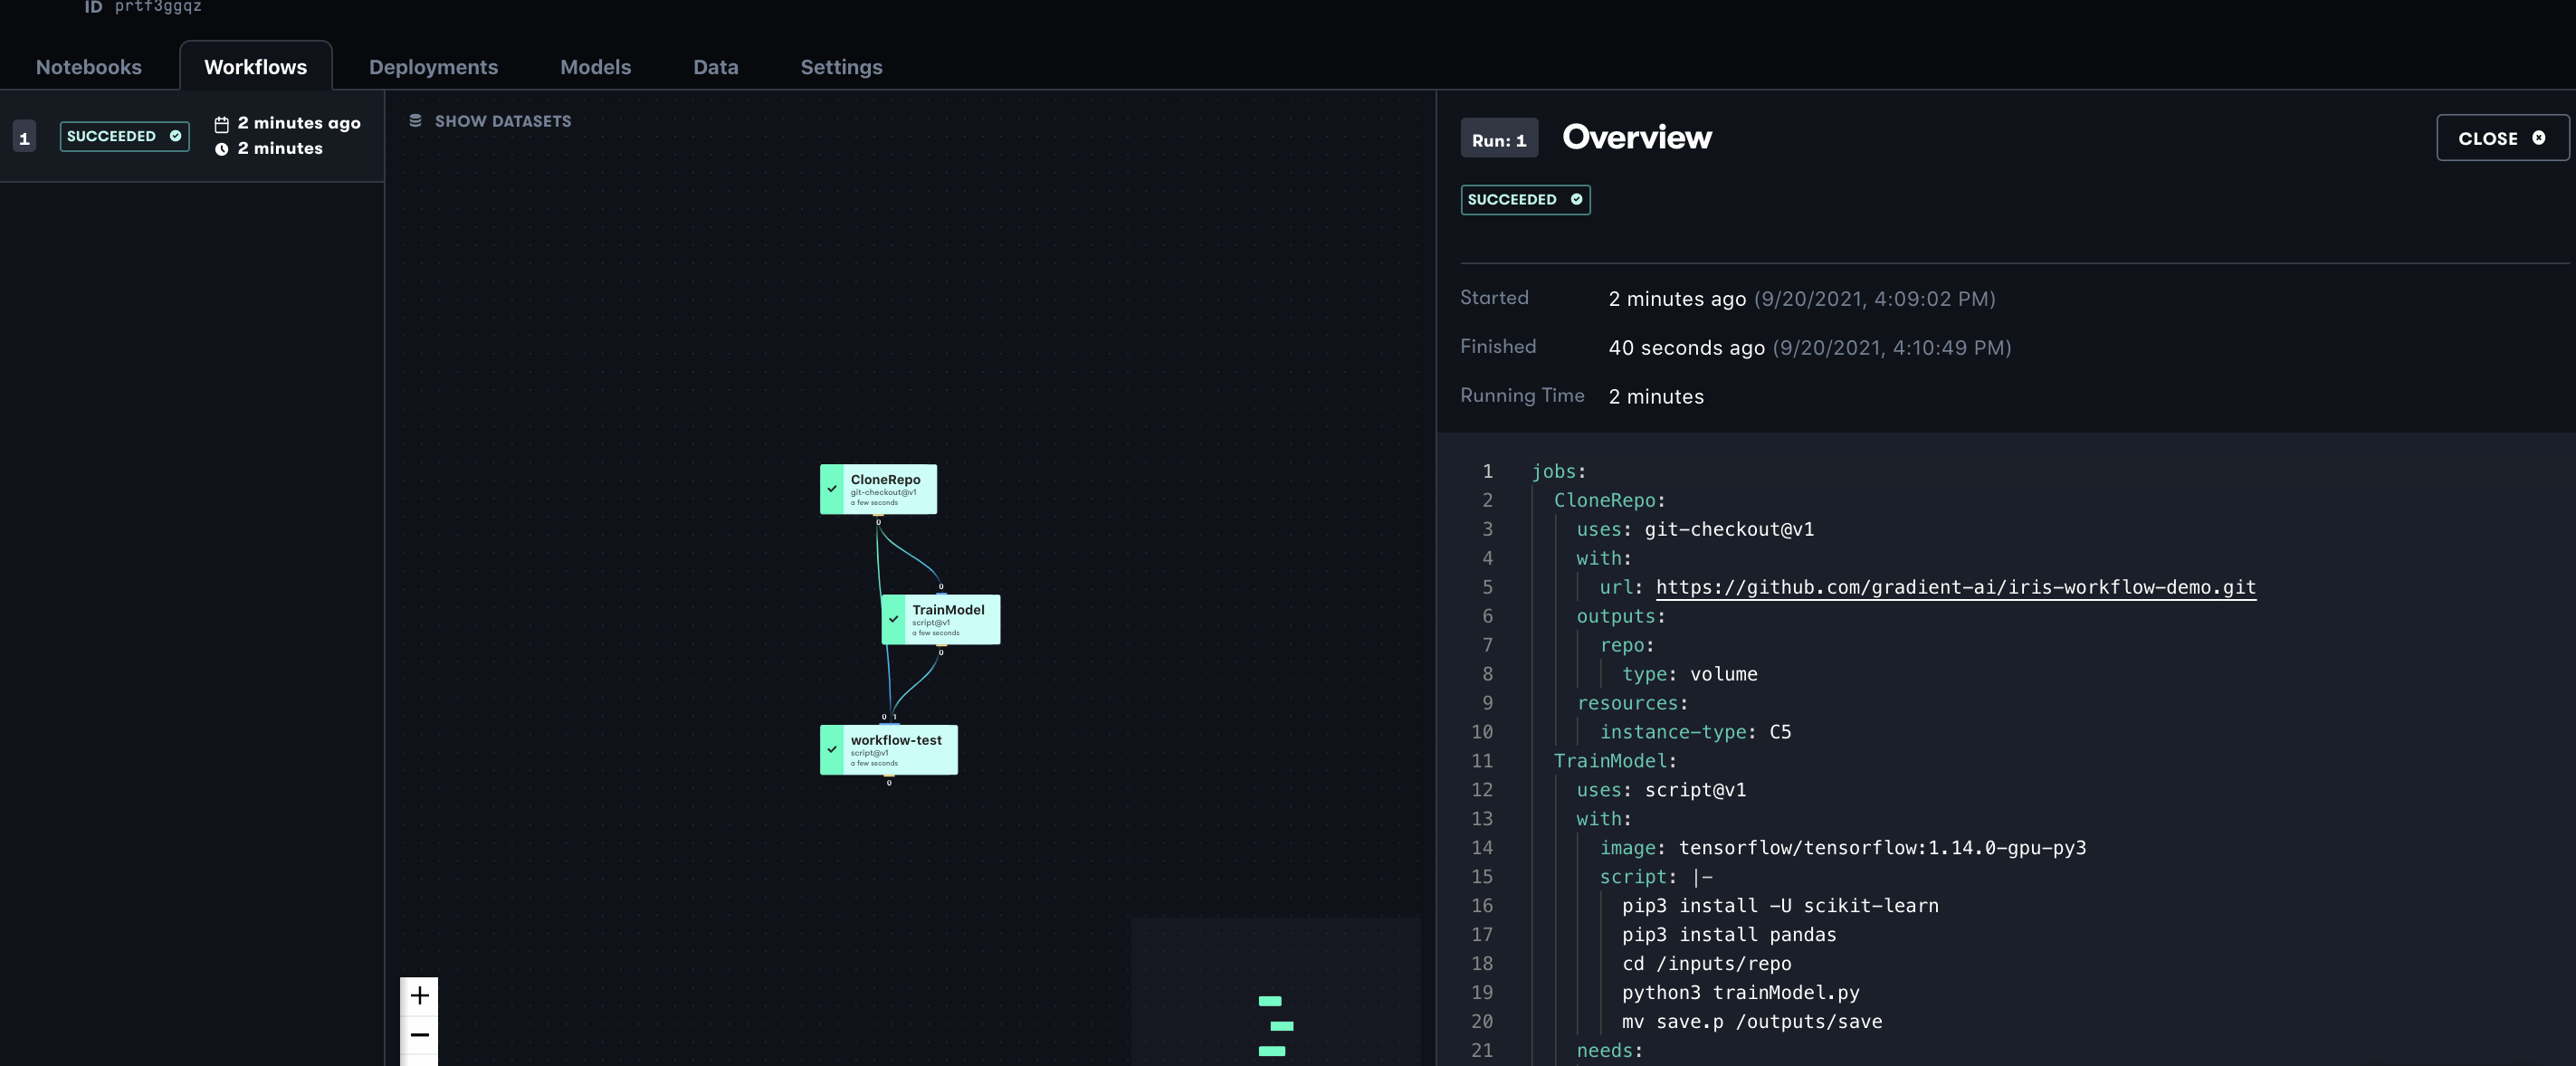 ID prtf3ggqz
Notebooks Workflows Deployments Models Data Settings
1 SUCCEEDED 2 minutes ago
2 minutes
SHOW DATASETS
CloneRepo
git-checkout@v1
a few seconds
0
0
TrainModel
script@v1
a few seconds
0
0 1
workflow-test
script@v1
a few seconds
0
+
−
Run: 1 Overview CLOSE
SUCCEEDED
Started 2 minutes ago (9/20/2021, 4:09:02 PM)
Finished 40 seconds ago (9/20/2021, 4:10:49 PM)
Running Time 2 minutes
1 jobs:
2 CloneRepo:
3 uses: git-checkout@v1
4 with:
5 url: https://github.com/gradient-ai/iris-workflow-demo.git
6 outputs:
7 repo:
8 type: volume
9 resources:
10 instance-type: C5
11 TrainModel:
12 uses: script@v1
13 with:
14 image: tensorflow/tensorflow:1.14.0-gpu-py3
15 script: |-
16 pip3 install -U scikit-learn
17 pip3 install pandas
18 cd /inputs/repo
19 python3 trainModel.py
20 mv save.p /outputs/save
21 needs: